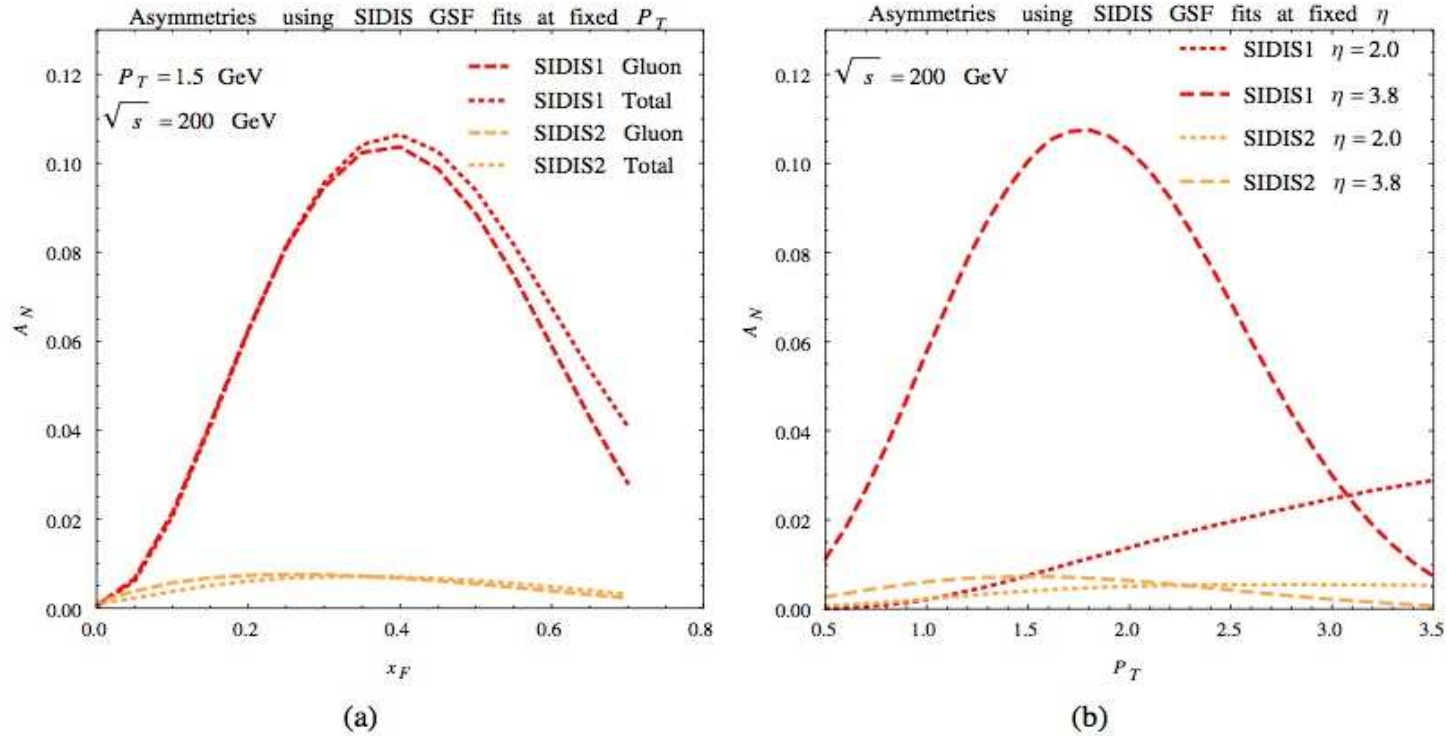 Asymmetries using SIDIS GSF fits at fixed P_T
P_T = 1.5 GeV
√s = 200 GeV
SIDIS1 Gluon
SIDIS1 Total
SIDIS2 Gluon
SIDIS2 Total
0.12
0.10
0.08
0.06
0.04
0.02
0.00
A_N
0.0 0.2 0.4 0.6 0.8
x_F
(a)
Asymmetries using SIDIS GSF fits at fixed η
√s = 200 GeV
SIDIS1 η = 2.0
SIDIS1 η = 3.8
SIDIS2 η = 2.0
SIDIS2 η = 3.8
0.12
0.10
0.08
0.06
0.04
0.02
0.00
A_N
0.5 1.0 1.5 2.0 2.5 3.0 3.5
P_T
(b)